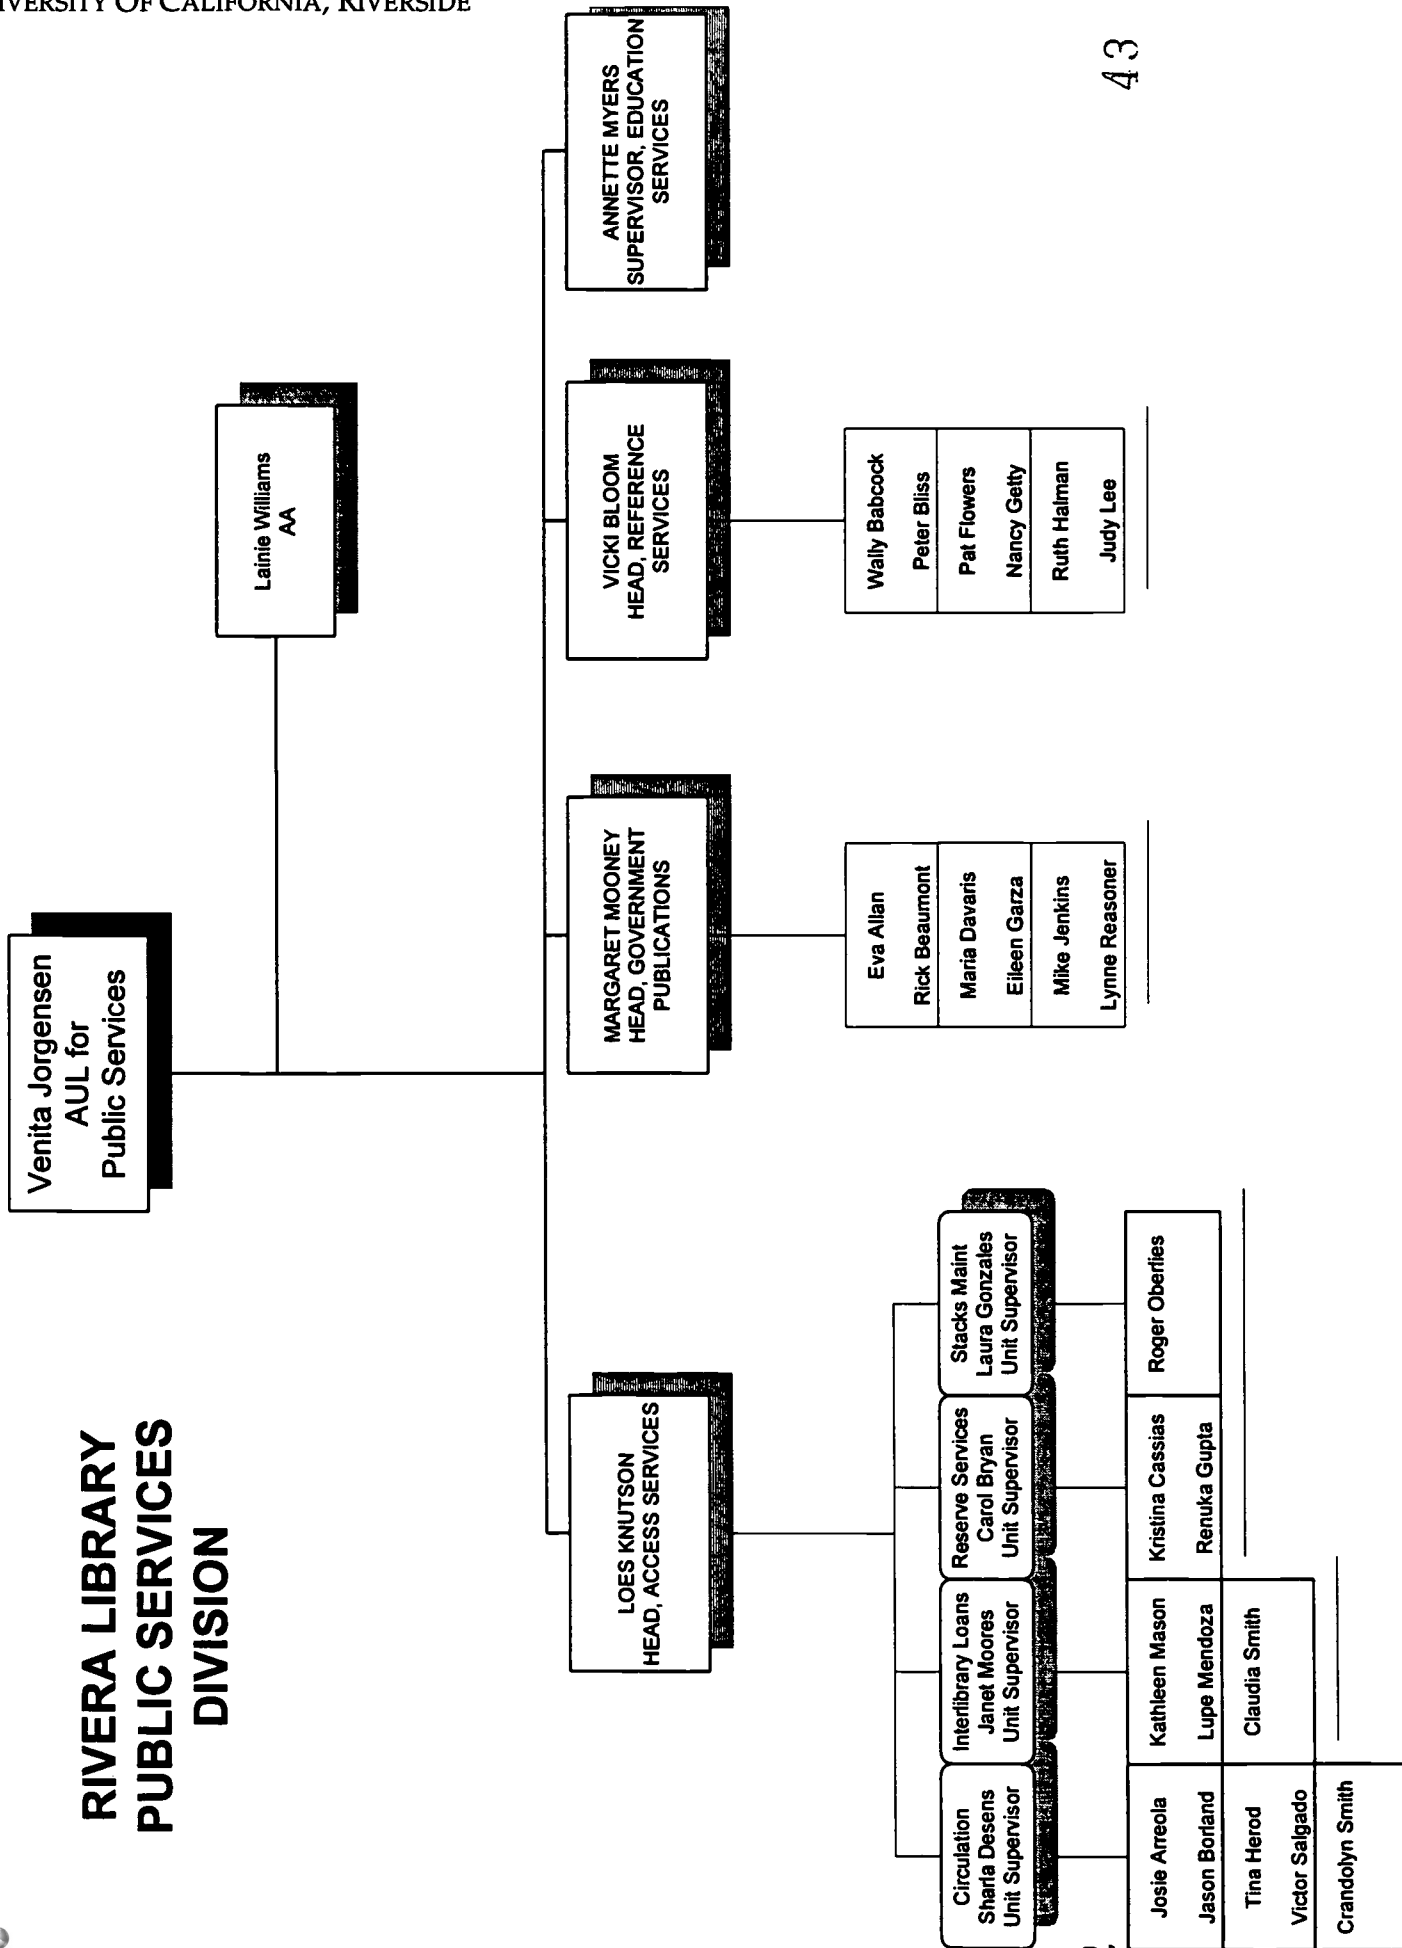 IVERSITY OF CALIFORNIA, RIVERSIDE
RIVERA LIBRARY
PUBLIC SERVICES
DIVISION
Venita Jorgensen
AUL for
Public Services
Lainie Williams
AA
LOES KNUTSON
HEAD, ACCESS SERVICES
MARGARET MOONEY
HEAD, GOVERNMENT
PUBLICATIONS
VICKI BLOOM
HEAD, REFERENCE
SERVICES
ANNETTE MYERS
SUPERVISOR, EDUCATION
SERVICES
Circulation
Sharla Desens
Unit Supervisor
Interlibrary Loans
Janet Moores
Unit Supervisor
Reserve Services
Carol Bryan
Unit Supervisor
Stacks Maint
Laura Gonzales
Unit Supervisor
Josie Arreola
Jason Borland
Tina Herod
Victor Salgado
Crandolyn Smith
Kathleen Mason
Lupe Mendoza
Claudia Smith
Kristina Cassias
Renuka Gupta
Roger Oberlies
Eva Allan
Rick Beaumont
Maria Davaris
Eileen Garza
Mike Jenkins
Lynne Reasoner
Wally Babcock
Peter Bliss
Pat Flowers
Nancy Getty
Ruth Halman
Judy Lee
43